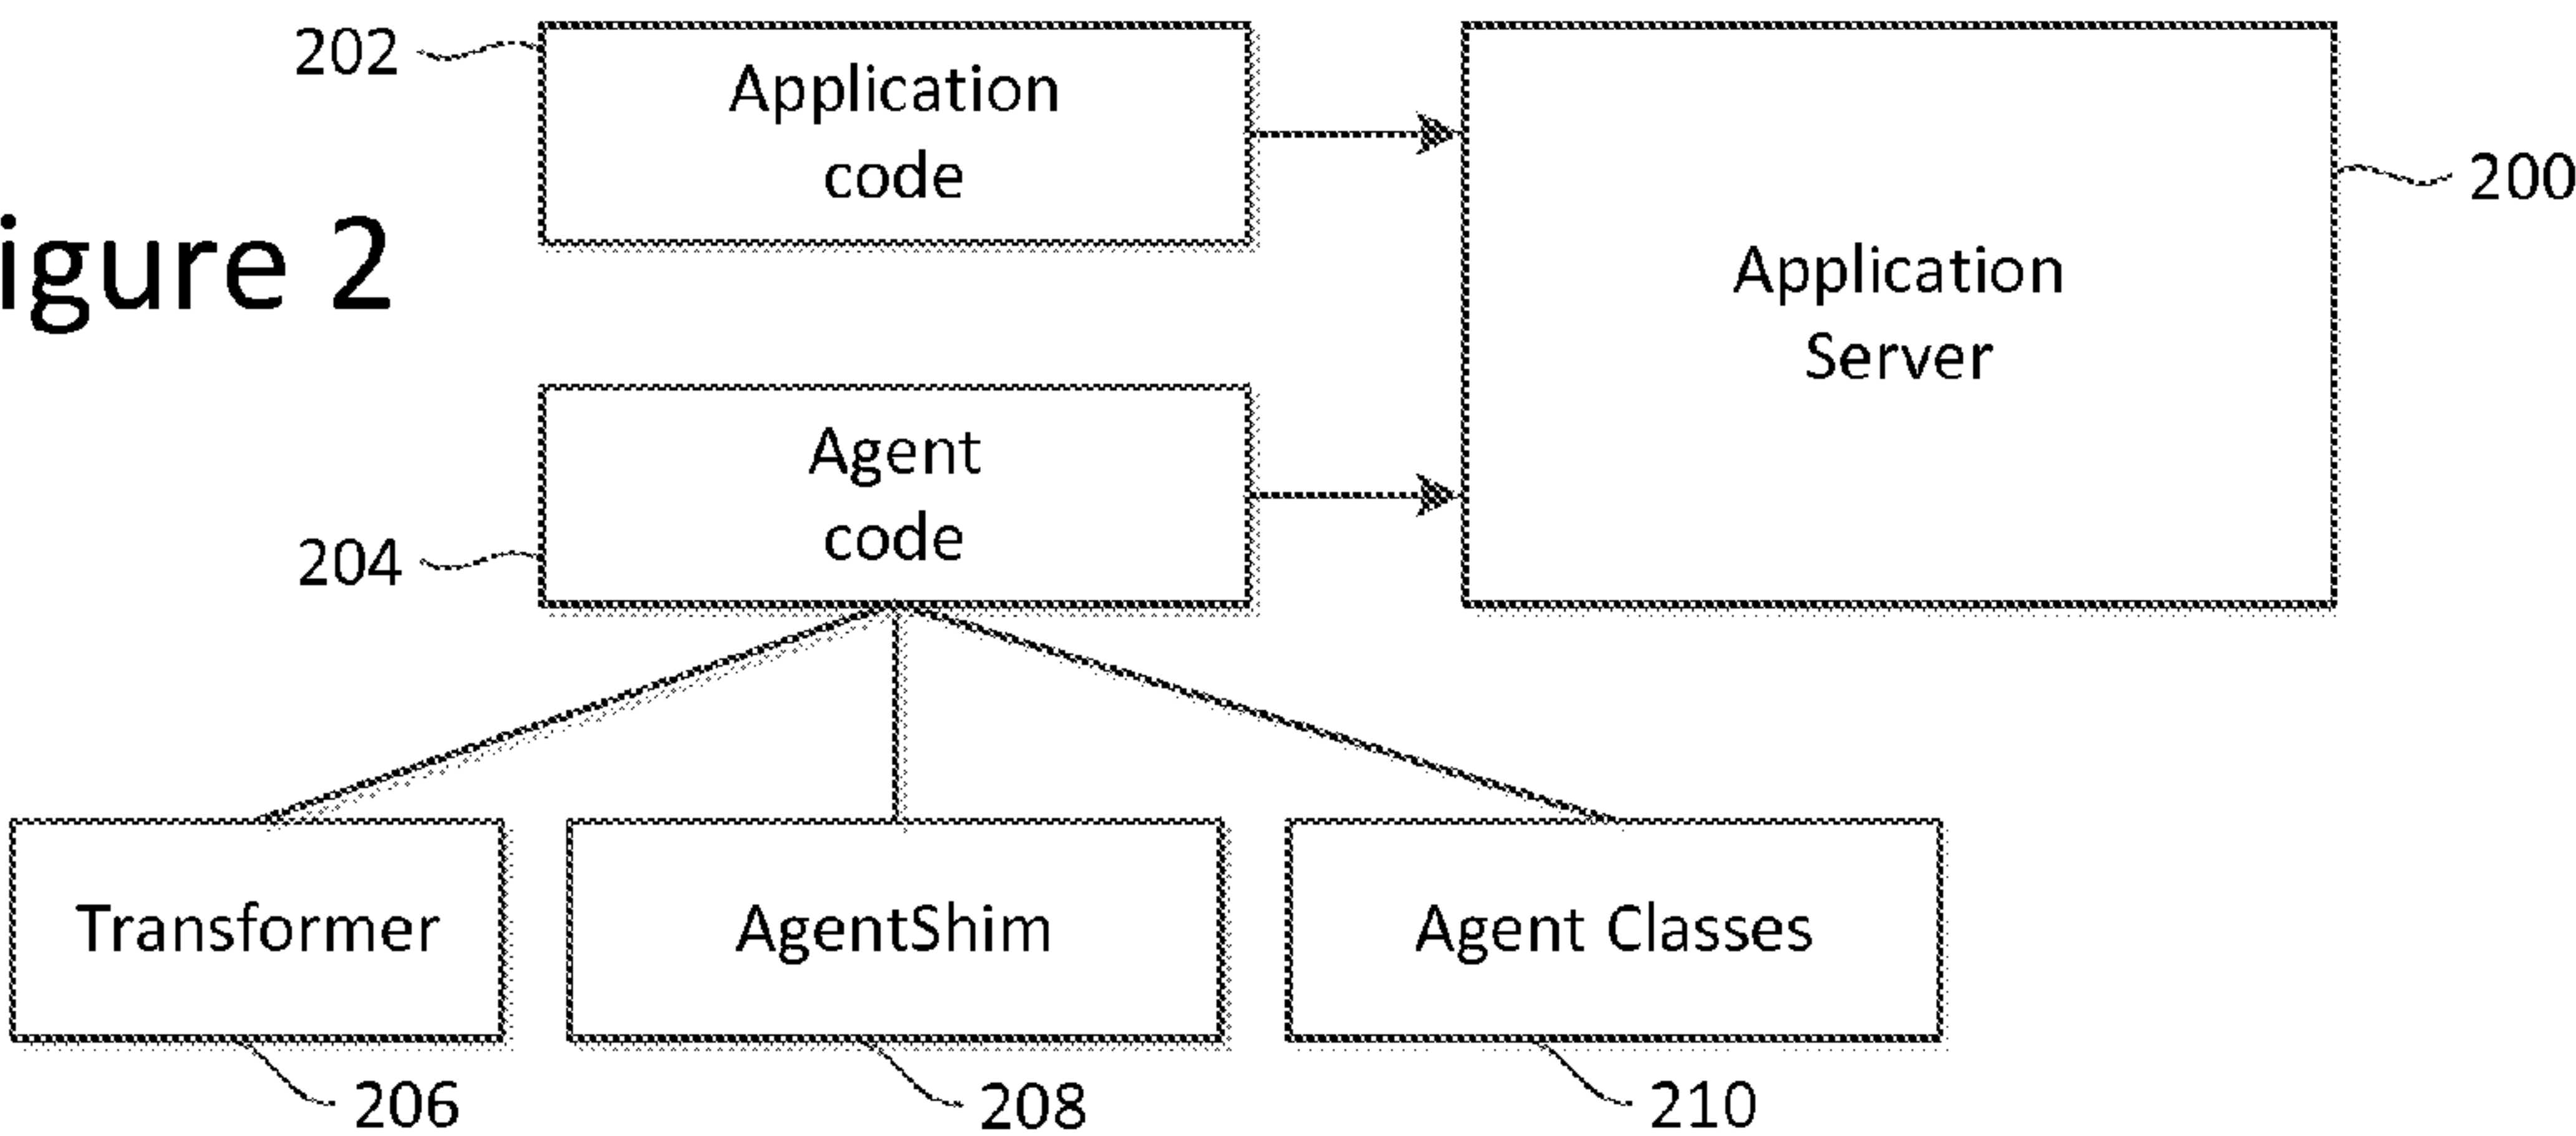 202
Application
code
200
igure 2
Application
Server
Agent
code
204
Transformer
AgentShim
Agent Classes
206
208
210